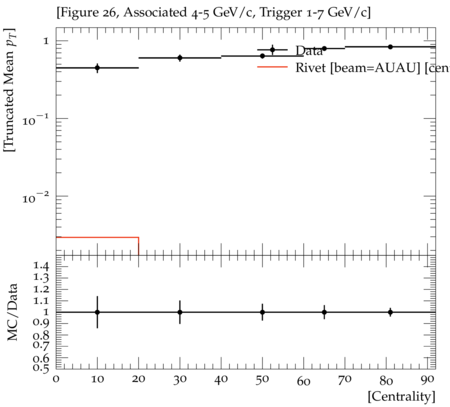 [Figure 26, Associated 4-5 GeV/c, Trigger 1-7 GeV/c]
[Truncated Mean p_T]
1
10^−1
10^−2
Data
Rivet [beam=AUAU] [cen
MC/Data
1.4
1.3
1.2
1.1
1
0.9
0.8
0.7
0.6
0.5
0 10 20 30 40 50 60 70 80 90
[Centrality]